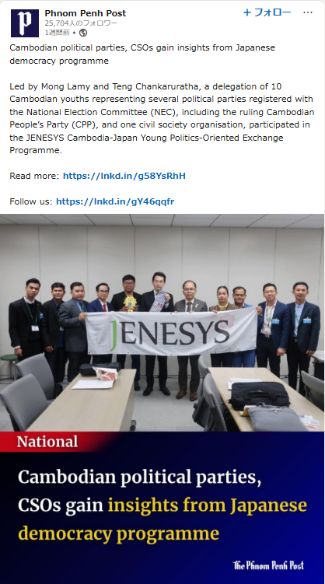 Phnom Penh Post
25,704人のフォロワー
1週間前
+ フォロー
Cambodian political parties, CSOs gain insights from Japanese
democracy programme
Led by Mong Lamy and Teng Chankaruratha, a delegation of 10
Cambodian youths representing several political parties registered with
the National Election Committee (NEC), including the ruling Cambodian
People's Party (CPP), and one civil society organisation, participated in
the JENESYS Cambodia-Japan Young Politics-Oriented Exchange
Programme.
Read more: https://lnkd.in/g58YsRhH
Follow us: https://lnkd.in/gY46qqfr
JENESYS
National
Cambodian political parties,
CSOs gain insights from Japanese
democracy programme
The Phnom Penh Post